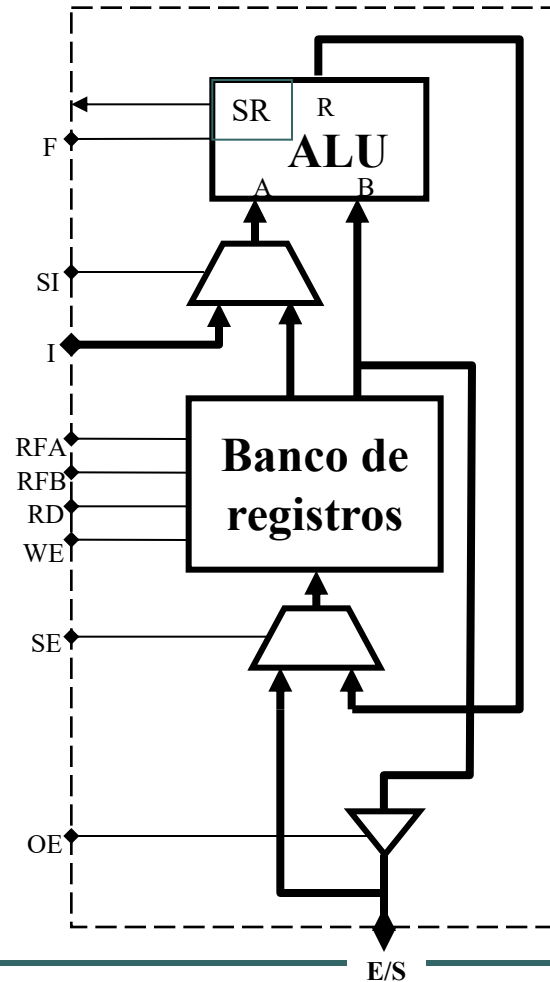 SR
R
F
ALU
A
B
SI
I
RFA
RFB
RD
WE
Banco de
registros
SE
OE
E/S